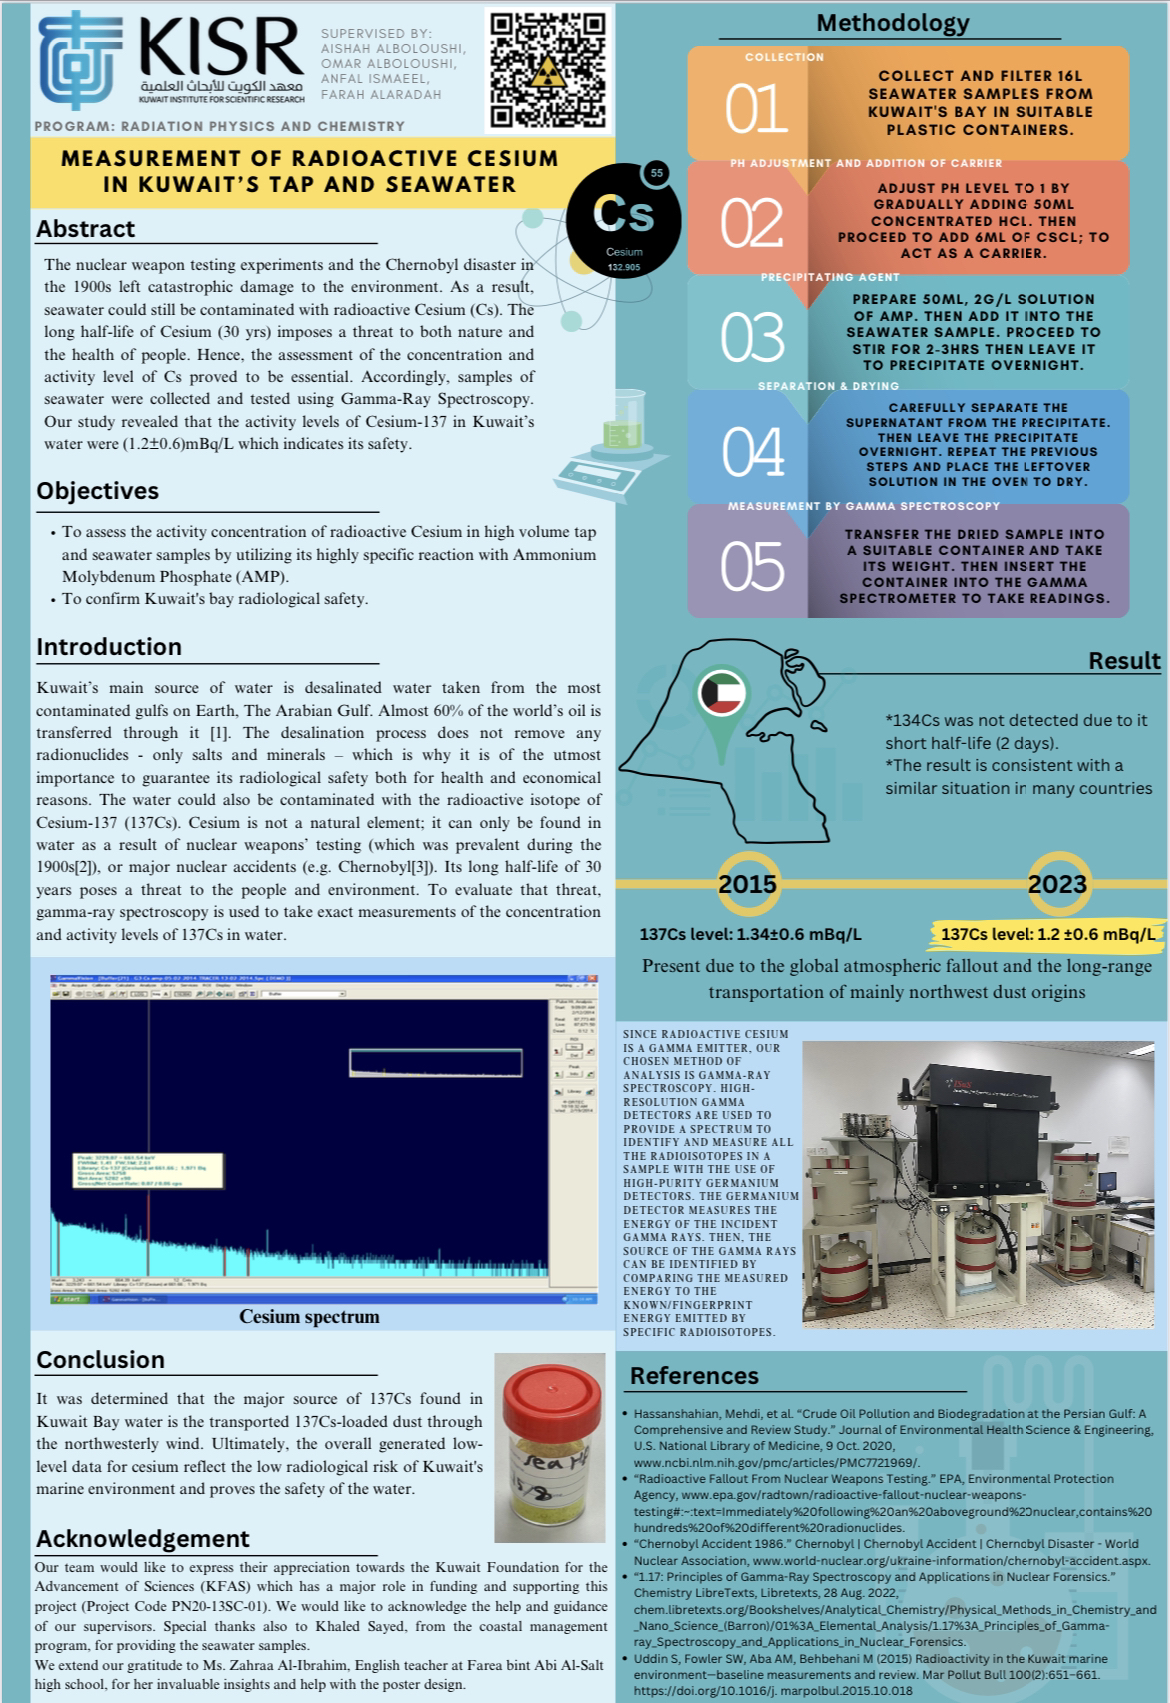 KISR
معهد الكويت للأبحاث العلمية
KUWAIT INSTITUTE FOR SCIENTIFIC RESEARCH
SUPERVISED BY:
AISHAH ALBOLOUSHI,
OMAR ALBOLOUSHI,
ANFAL ISMAEEL,
FARAH ALARADAH
PROGRAM: RADIATION PHYSICS AND CHEMISTRY
MEASUREMENT OF RADIOACTIVE CESIUM
IN KUWAIT'S TAP AND SEAWATER
55
Cs
Cesium
132.905
Abstract
The nuclear weapon testing experiments and the Chernobyl disaster in
the 1900s left catastrophic damage to the environment. As a result,
seawater could still be contaminated with radioactive Cesium (Cs). The
long half-life of Cesium (30 yrs) imposes a threat to both nature and
the health of people. Hence, the assessment of the concentration and
activity level of Cs proved to be essential. Accordingly, samples of
seawater were collected and tested using Gamma-Ray Spectroscopy.
Our study revealed that the activity levels of Cesium-137 in Kuwait's
water were (1.2±0.6)mBq/L which indicates its safety.
Objectives
• To assess the activity concentration of radioactive Cesium in high volume tap
and seawater samples by utilizing its highly specific reaction with Ammonium
Molybdenum Phosphate (AMP).
• To confirm Kuwait's bay radiological safety.
Introduction
Kuwait's main source of water is desalinated water taken from the most
contaminated gulfs on Earth, The Arabian Gulf. Almost 60% of the world's oil is
transferred through it [1]. The desalination process does not remove any
radionuclides - only salts and minerals – which is why it is of the utmost
importance to guarantee its radiological safety both for health and economical
reasons. The water could also be contaminated with the radioactive isotope of
Cesium-137 (137Cs). Cesium is not a natural element; it can only be found in
water as a result of nuclear weapons' testing (which was prevalent during the
1900s[2]), or major nuclear accidents (e.g. Chernobyl[3]). Its long half-life of 30
years poses a threat to the people and environment. To evaluate that threat,
gamma-ray spectroscopy is used to take exact measurements of the concentration
and activity levels of 137Cs in water.
Cesium spectrum
Conclusion
It was determined that the major source of 137Cs found in
Kuwait Bay water is the transported 137Cs-loaded dust through
the northwesterly wind. Ultimately, the overall generated low-
level data for cesium reflect the low radiological risk of Kuwait's
marine environment and proves the safety of the water.
Acknowledgement
Our team would like to express their appreciation towards the Kuwait Foundation for the
Advancement of Sciences (KFAS) which has a major role in funding and supporting this
project (Project Code PN20-13SC-01). We would like to acknowledge the help and guidance
of our supervisors. Special thanks also to Khaled Sayed, from the coastal management
program, for providing the seawater samples.
We extend our gratitude to Ms. Zahraa Al-Ibrahim, English teacher at Farea bint Abi Al-Salt
high school, for her invaluable insights and help with the poster design.
Methodology
COLLECTION
01
COLLECT AND FILTER 16L
SEAWATER SAMPLES FROM
KUWAIT'S BAY IN SUITABLE
PLASTIC CONTAINERS.
PH ADJUSTMENT AND ADDITION OF CARRIER
02
ADJUST PH LEVEL TO 1 BY
GRADUALLY ADDING 50ML
CONCENTRATED HCL. THEN
PROCEED TO ADD 6ML OF CSCL; TO
ACT AS A CARRIER.
PRECIPITATING AGENT
03
PREPARE 50ML, 2G/L SOLUTION
OF AMP. THEN ADD IT INTO THE
SEAWATER SAMPLE. PROCEED TO
STIR FOR 2-3HRS THEN LEAVE IT
TO PRECIPITATE OVERNIGHT.
SEPARATION & DRYING
04
CAREFULLY SEPARATE THE
SUPERNATANT FROM THE PRECIPITATE.
THEN LEAVE THE PRECIPITATE
OVERNIGHT. REPEAT THE PREVIOUS
STEPS AND PLACE THE LEFTOVER
SOLUTION IN THE OVEN TO DRY.
MEASUREMENT BY GAMMA SPECTROSCOPY
05
TRANSFER THE DRIED SAMPLE INTO
A SUITABLE CONTAINER AND TAKE
ITS WEIGHT. THEN INSERT THE
CONTAINER INTO THE GAMMA
SPECTROMETER TO TAKE READINGS.
Result
*134Cs was not detected due to it
short half-life (2 days).
*The result is consistent with a
similar situation in many countries
2015
2023
137Cs level: 1.34±0.6 mBq/L
137Cs level: 1.2 ±0.6 mBq/L
Present due to the global atmospheric fallout and the long-range
transportation of mainly northwest dust origins
SINCE RADIOACTIVE CESIUM
IS A GAMMA EMITTER, OUR
CHOSEN METHOD OF
ANALYSIS IS GAMMA-RAY
SPECTROSCOPY. HIGH-
RESOLUTION GAMMA
DETECTORS ARE USED TO
PROVIDE A SPECTRUM TO
IDENTIFY AND MEASURE ALL
THE RADIOISOTOPES IN A
SAMPLE WITH THE USE OF
HIGH-PURITY GERMANIUM
DETECTORS. THE GERMANIUM
DETECTOR MEASURES THE
ENERGY OF THE INCIDENT
GAMMA RAYS. THEN, THE
SOURCE OF THE GAMMA RAYS
CAN BE IDENTIFIED BY
COMPARING THE MEASURED
ENERGY TO THE
KNOWN/FINGERPRINT
ENERGY EMITTED BY
SPECIFIC RADIOISOTOPES.
References
• Hassanshahian, Mehdi, et al. "Crude Oil Pollution and Biodegradation at the Persian Gulf: A
Comprehensive and Review Study." Journal of Environmental Health Science & Engineering,
U.S. National Library of Medicine, 9 Oct. 2020,
www.ncbi.nlm.nih.gov/pmc/articles/PMC7721969/.
• "Radioactive Fallout From Nuclear Weapons Testing." EPA, Environmental Protection
Agency, www.epa.gov/radtown/radioactive-fallout-nuclear-weapons-
testing#:~:text=Immediately%20following%20an%20aboveground%20nuclear,contains%20
hundreds%20of%20different%20radionuclides.
• "Chernobyl Accident 1986." Chernobyl | Chernobyl Accident | Chernobyl Disaster - World
Nuclear Association, www.world-nuclear.org/ukraine-information/chernobyl-accident.aspx.
• "1.17: Principles of Gamma-Ray Spectroscopy and Applications in Nuclear Forensics."
Chemistry LibreTexts, Libretexts, 28 Aug. 2022,
chem.libretexts.org/Bookshelves/Analytical_Chemistry/Physical_Methods_in_Chemistry_and
_Nano_Science_(Barron)/01%3A_Elemental_Analysis/1.17%3A_Principles_of_Gamma-
ray_Spectroscopy_and_Applications_in_Nuclear_Forensics.
• Uddin S, Fowler SW, Aba AM, Behbehani M (2015) Radioactivity in the Kuwait marine
environment—baseline measurements and review. Mar Pollut Bull 100(2):651–661.
https://doi.org/10.1016/j. marpolbul.2015.10.018